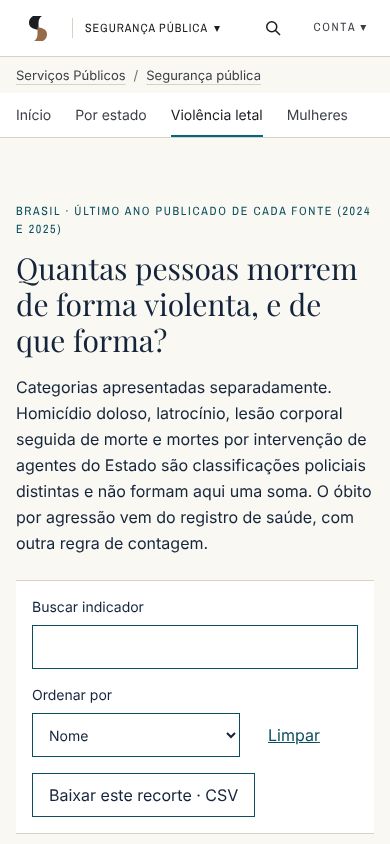 SEGURANÇA PÚBLICA ▼
CONTA ▼
Serviços Públicos / Segurança pública
Início Por estado Violência letal Mulheres
BRASIL · ÚLTIMO ANO PUBLICADO DE CADA FONTE (2024
E 2025)
Quantas pessoas morrem
de forma violenta, e de
que forma?
Categorias apresentadas separadamente.
Homicídio doloso, latrocínio, lesão corporal
seguida de morte e mortes por intervenção de
agentes do Estado são classificações policiais
distintas e não formam aqui uma soma. O óbito
por agressão vem do registro de saúde, com
outra regra de contagem.
Buscar indicador
Ordenar por
Nome
Limpar
Baixar este recorte · CSV